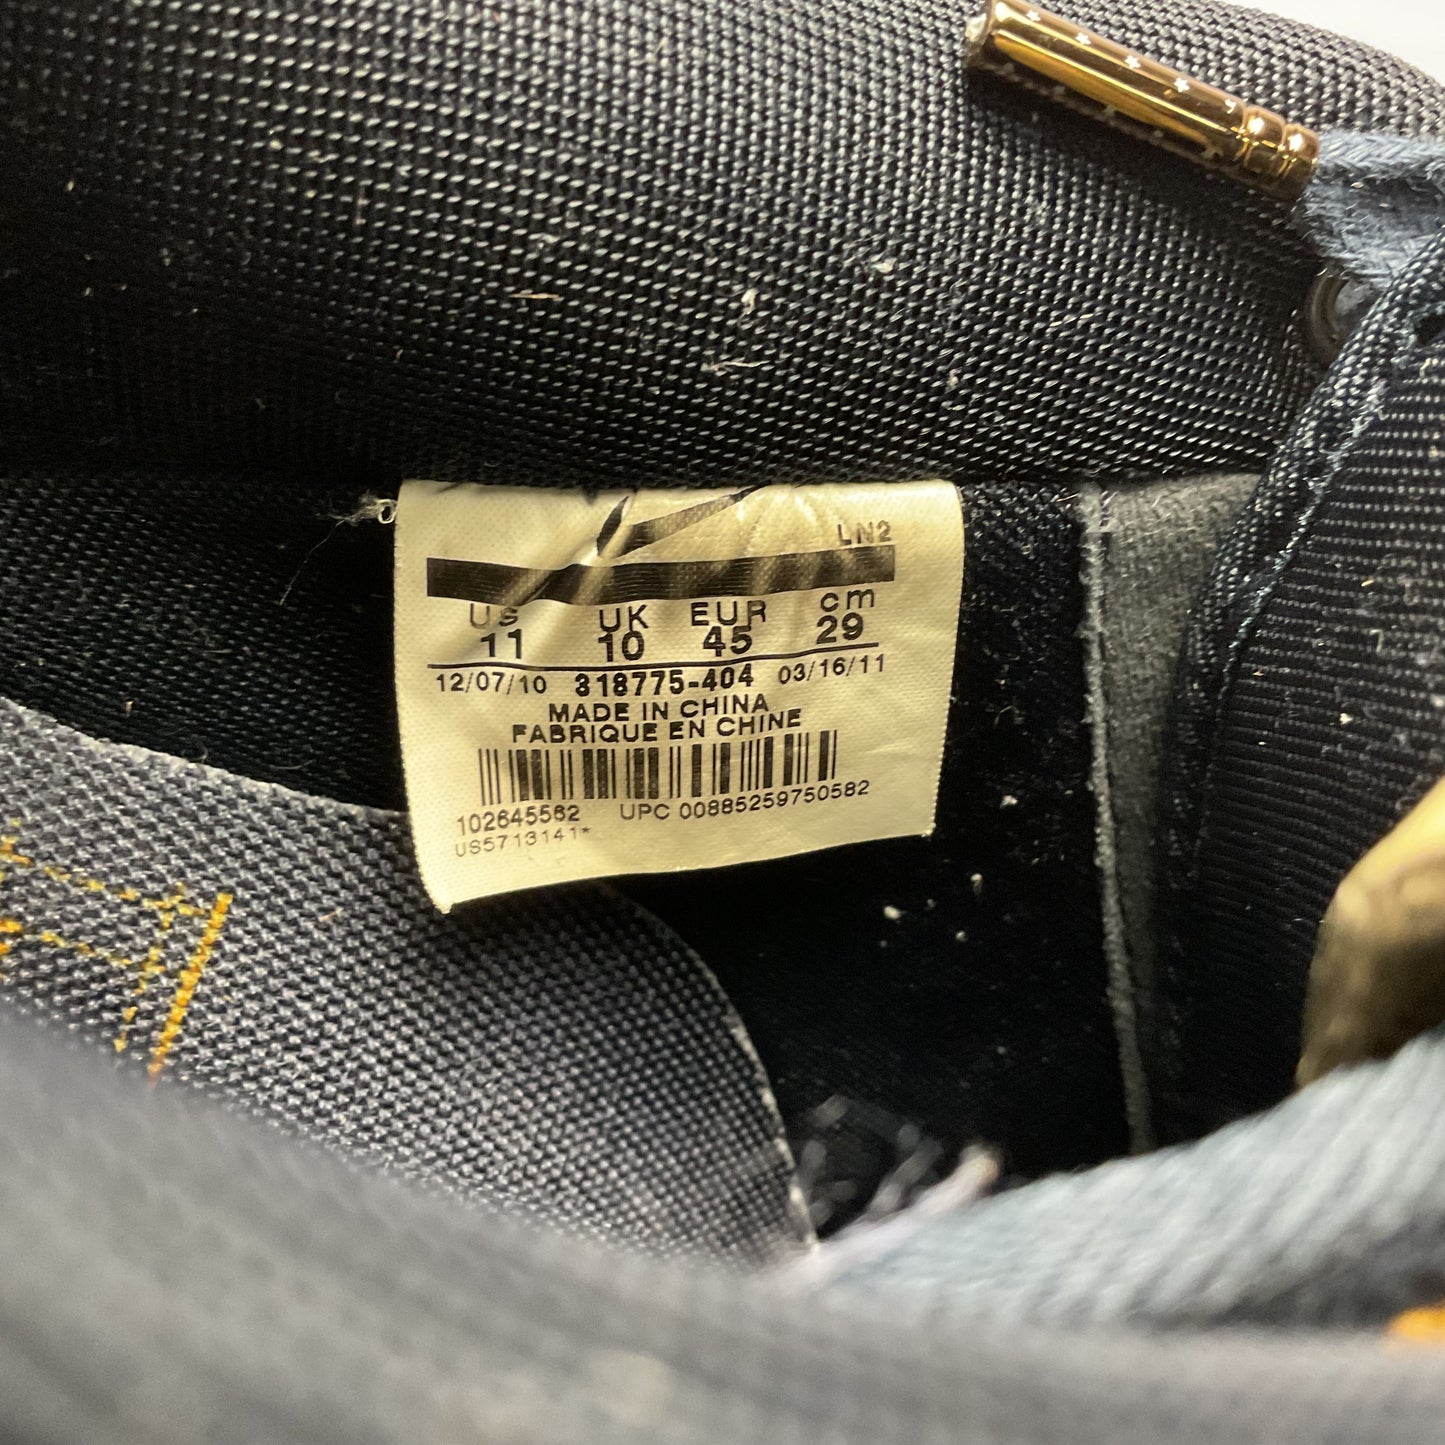 LN2
US UK EUR cm
11 10 45 29
12/07/10 318775-404 03/16/11
MADE IN CHINA
FABRIQUE EN CHINE
102645582 UPC 00885259750582
US5713141*